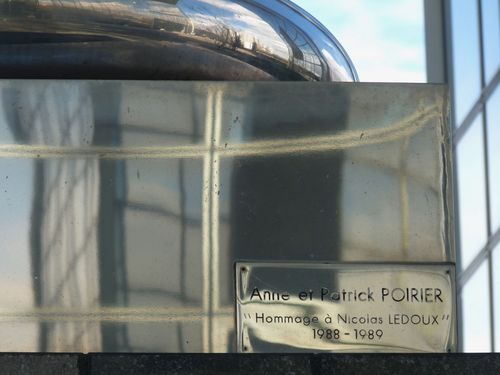 Anne et Patrick POIRIER
"Hommage à Nicolas LEDOUX"
1988 - 1989